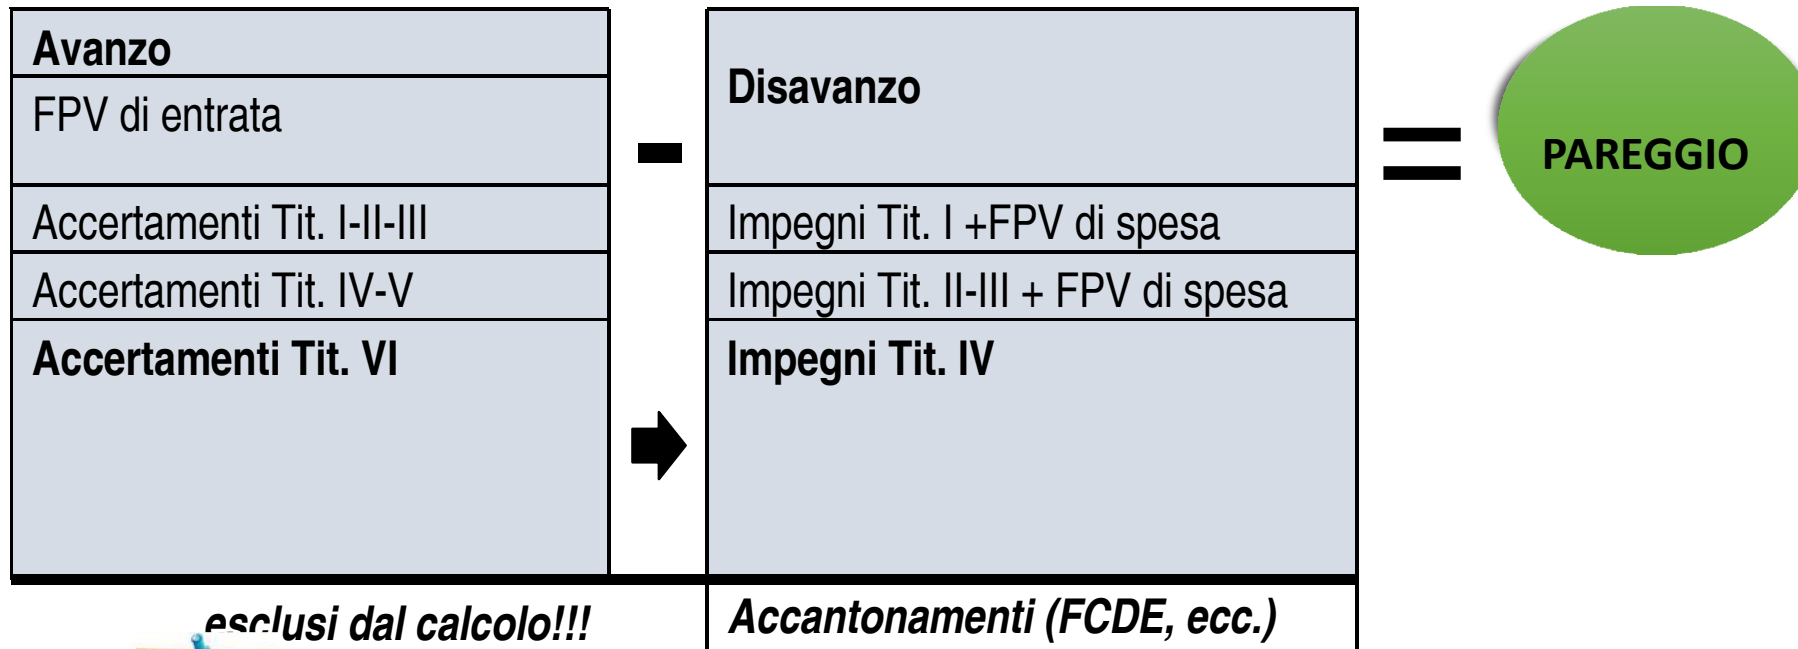 Avanzo
FPV di entrata
Accertamenti Tit. I-II-III
Accertamenti Tit. IV-V
Accertamenti Tit. VI
-
Disavanzo
Impegni Tit. I +FPV di spesa
Impegni Tit. II-III + FPV di spesa
Impegni Tit. IV
=
PAREGGIO
esclusi dal calcolo!!!
Accantonamenti (FCDE, ecc.)